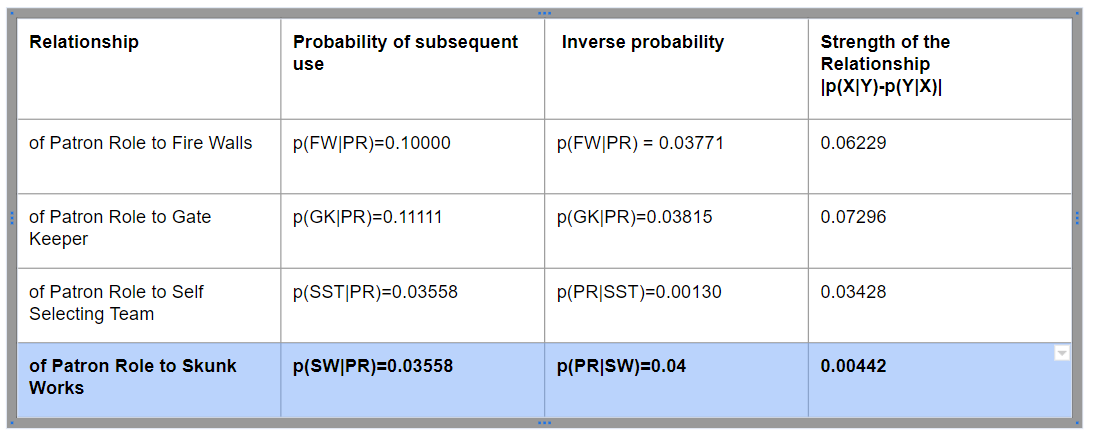 Relationship
Probability of subsequent
use
Inverse probability
Strength of the
Relationship
|p(X|Y)-p(Y|X)|
of Patron Role to Fire Walls
p(FW|PR)=0.10000
p(FW|PR) = 0.03771
0.06229
of Patron Role to Gate
Keeper
p(GK|PR)=0.11111
p(GK|PR)=0.03815
0.07296
of Patron Role to Self
Selecting Team
p(SST|PR)=0.03558
p(PR|SST)=0.00130
0.03428
of Patron Role to Skunk
Works
p(SW|PR)=0.03558
p(PR|SW)=0.04
0.00442